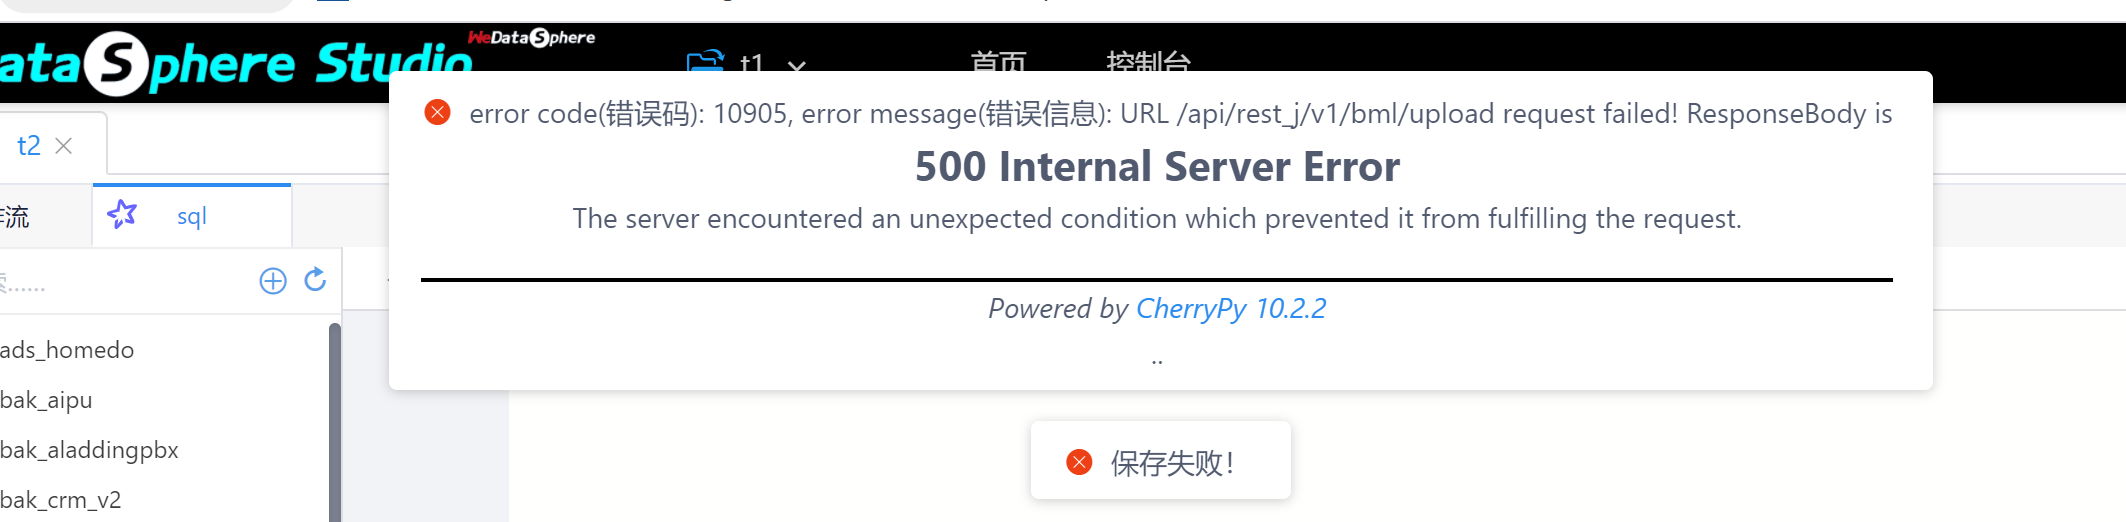 WeDataSphere
ataSphere Studio
t1
首页
控制台
error code(错误码): 10905, error message(错误信息): URL /api/rest_j/v1/bml/upload request failed! ResponseBody is
500 Internal Server Error
The server encountered an unexpected condition which prevented it from fulfilling the request.
Powered by CherryPy 10.2.2
..
t2
流
sql
......
ads_homedo
bak_aipu
bak_aladdingpbx
bak_crm_v2
保存失败!